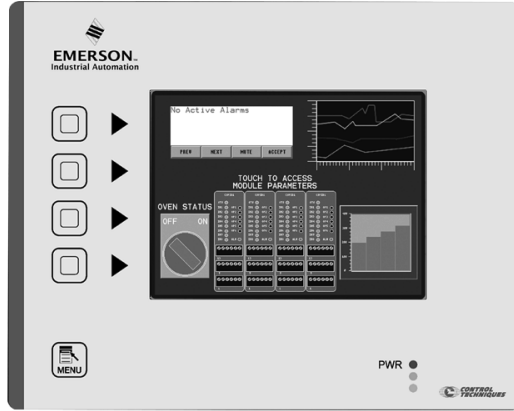 EMERSON
Industrial Automation
No Active Alarms
PREV NEXT MUTE ACCEPT
TOUCH TO ACCESS
MODULE PARAMETERS
OVEN STATUS
OFF ON
MENU
PWR
CONTROL
TECHNIQUES